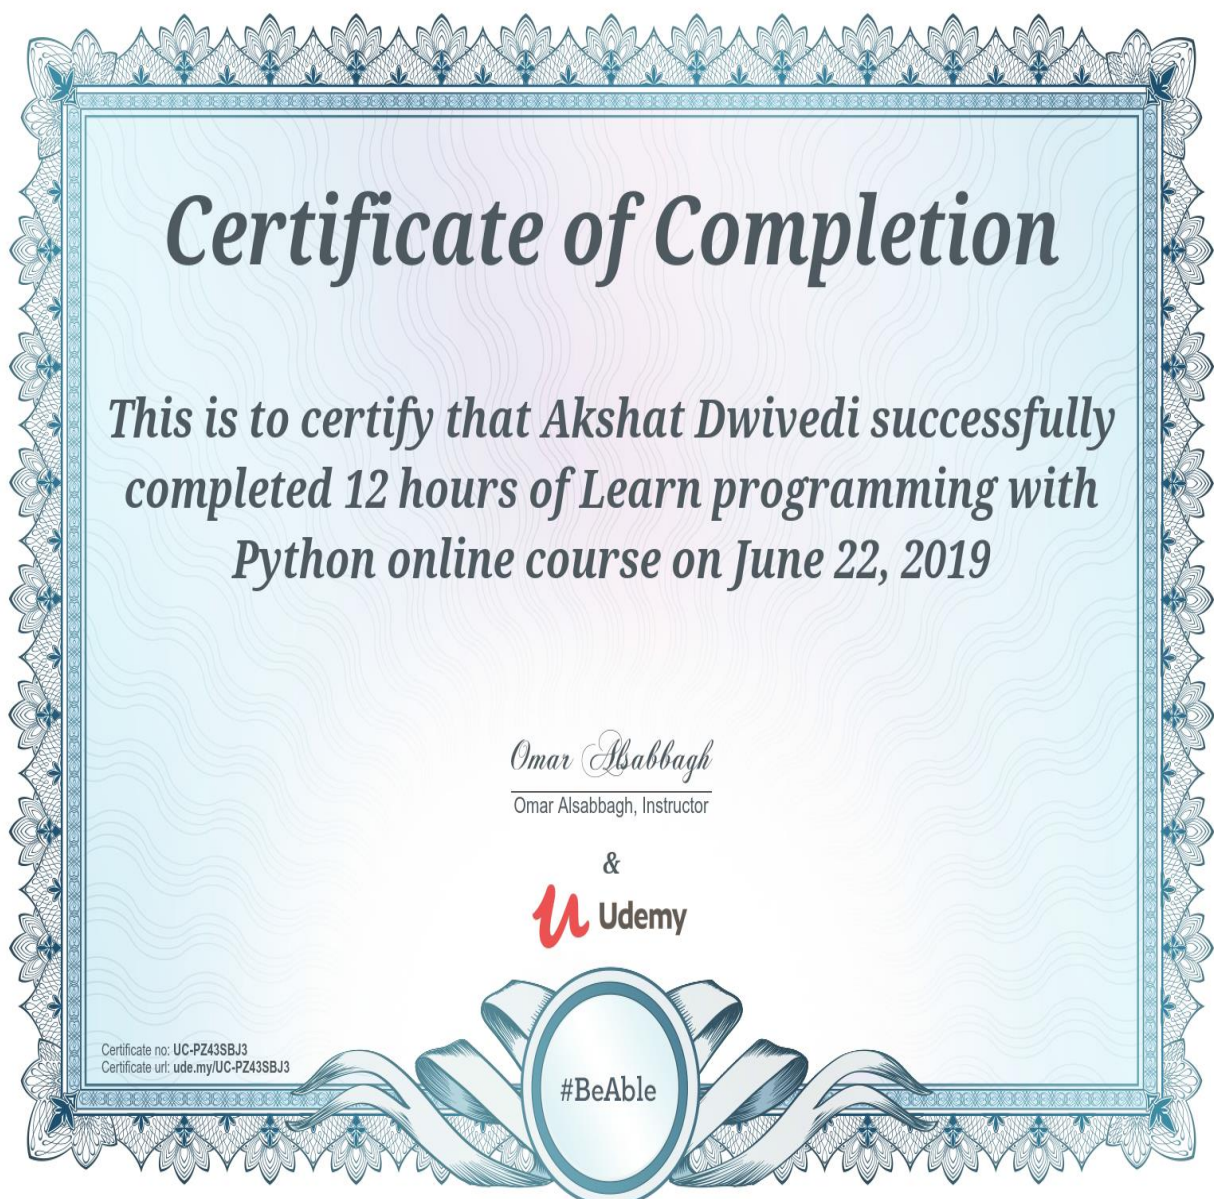 Certificate of Completion
This is to certify that Akshat Dwivedi successfully
completed 12 hours of Learn programming with
Python online course on June 22, 2019
Omar Alsabbagh
Omar Alsabbagh, Instructor
&
Udemy
Certificate no: UC-PZ43SBJ3
Certificate url: ude.my/UC-PZ43SBJ3
#BeAble